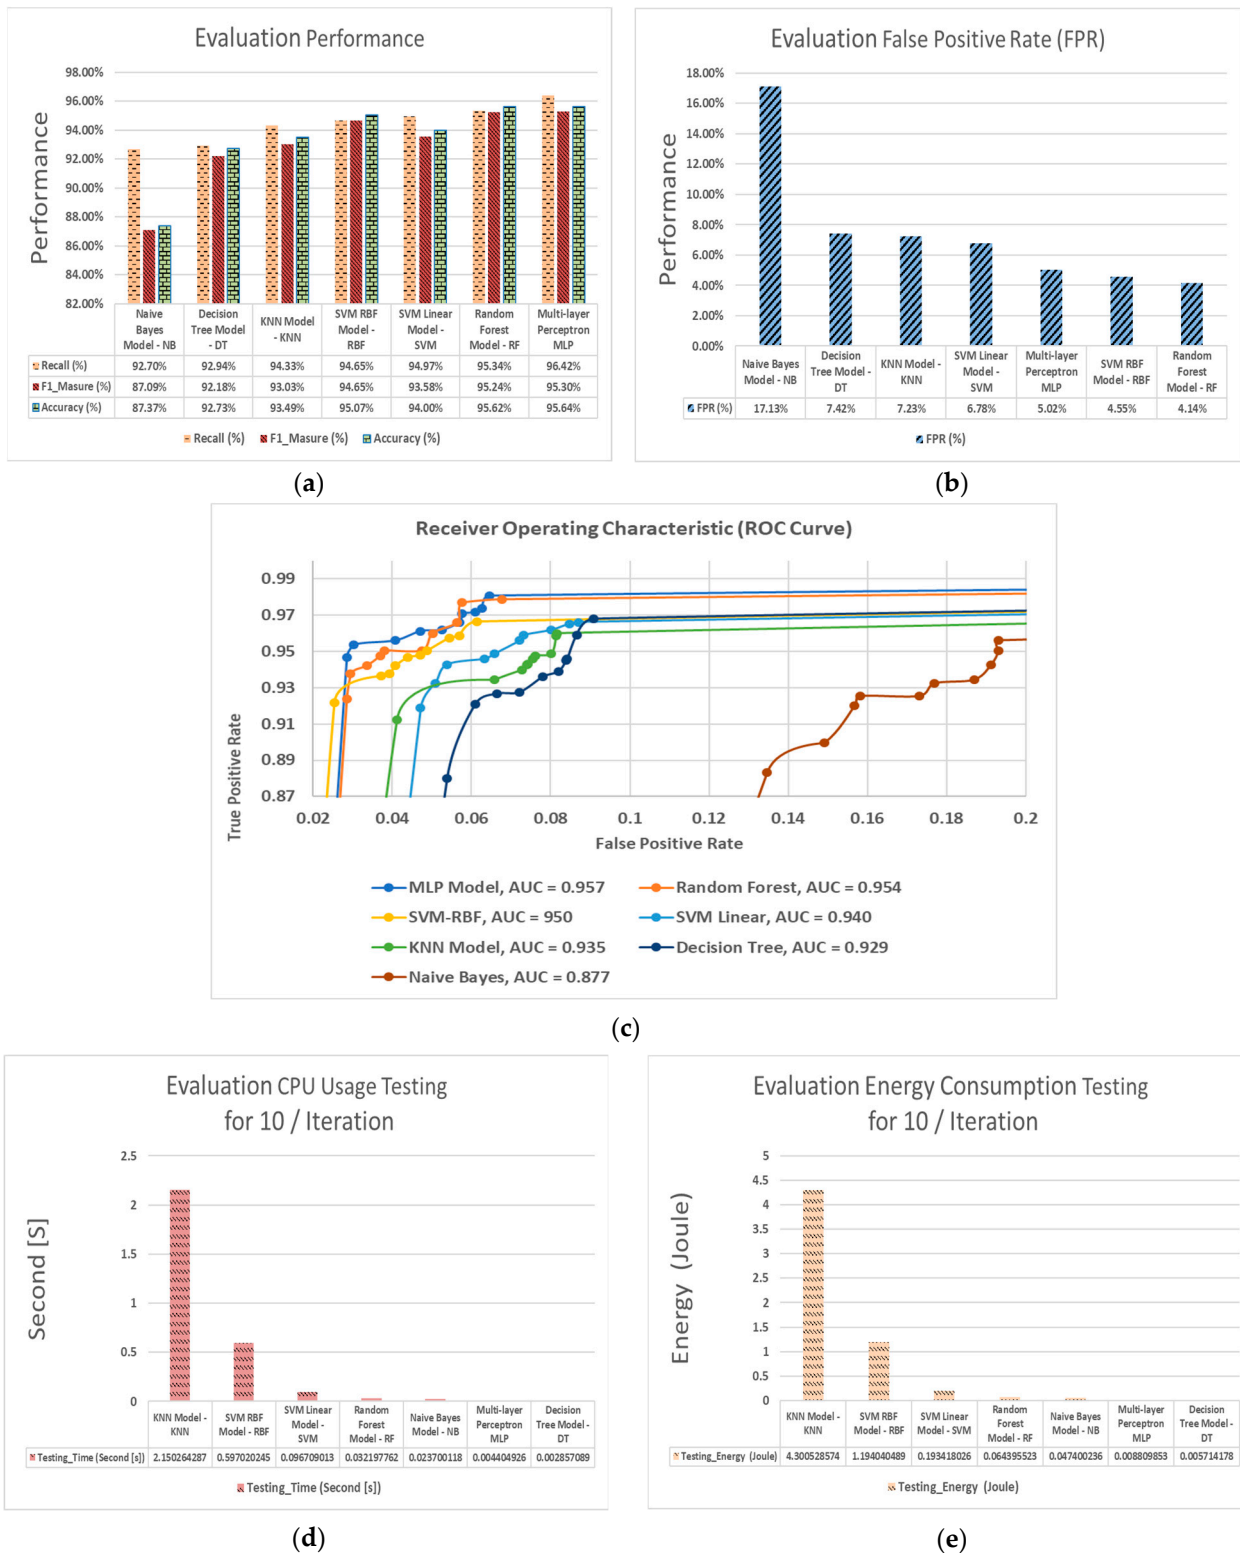 Evaluation Performance
Performance
98.00%
96.00%
94.00%
92.00%
90.00%
88.00%
86.00%
84.00%
82.00%
Naive Bayes Model - NB
Decision Tree Model - DT
KNN Model - KNN
SVM RBF Model - RBF
SVM Linear Model - SVM
Random Forest Model - RF
Multi-layer Perceptron MLP
Recall (%) 92.70% 92.94% 94.33% 94.65% 94.97% 95.34% 96.42%
F1_Masure (%) 87.09% 92.18% 93.03% 94.65% 93.58% 95.24% 95.30%
Accuracy (%) 87.37% 92.73% 93.49% 95.07% 94.00% 95.62% 95.64%
Recall (%) F1_Masure (%) Accuracy (%)
(a)
Evaluation False Positive Rate (FPR)
Performance
18.00%
16.00%
14.00%
12.00%
10.00%
8.00%
6.00%
4.00%
2.00%
0.00%
Naive Bayes Model - NB
Decision Tree Model - DT
KNN Model - KNN
SVM Linear Model - SVM
Multi-layer Perceptron MLP
SVM RBF Model - RBF
Random Forest Model - RF
FPR (%) 17.13% 7.42% 7.23% 6.78% 5.02% 4.55% 4.14%
FPR (%)
(b)
Receiver Operating Characteristic (ROC Curve)
True Positive Rate
0.99
0.97
0.95
0.93
0.91
0.89
0.87
0.02 0.04 0.06 0.08 0.1 0.12 0.14 0.16 0.18 0.2
False Positive Rate
MLP Model, AUC = 0.957 Random Forest, AUC = 0.954
SVM-RBF, AUC = 950 SVM Linear, AUC = 0.940
KNN Model, AUC = 0.935 Decision Tree, AUC = 0.929
Naive Bayes, AUC = 0.877
(c)
Evaluation CPU Usage Testing
for 10 / Iteration
Second [S]
2.5
2
1.5
1
0.5
0
KNN Model - KNN
SVM RBF Model - RBF
SVM Linear Model - SVM
Random Forest Model - RF
Naive Bayes Model - NB
Multi-layer Perceptron MLP
Decision Tree Model - DT
Testing_Time (Second [s]) 2.150264287 0.597020245 0.096709013 0.032197762 0.023700118 0.004404926 0.002857089
Testing_Time (Second [s])
(d)
Evaluation Energy Consumption Testing
for 10 / Iteration
Energy (Joule)
5
4.5
4
3.5
3
2.5
2
1.5
1
0.5
0
KNN Model - KNN
SVM RBF Model - RBF
SVM Linear Model - SVM
Random Forest Model - RF
Naive Bayes Model - NB
Multi-layer Perceptron MLP
Decision Tree Model - DT
Testing_Energy (Joule) 4.300528574 1.194040489 0.193418026 0.064395523 0.047400236 0.008809853 0.005714178
Testing_Energy (Joule)
(e)